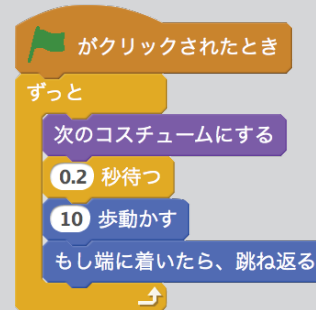 がクリックされたとき
ずっと
次のコスチュームにする
0.2 秒待つ
10 歩動かす
もし端に着いたら、跳ね返る